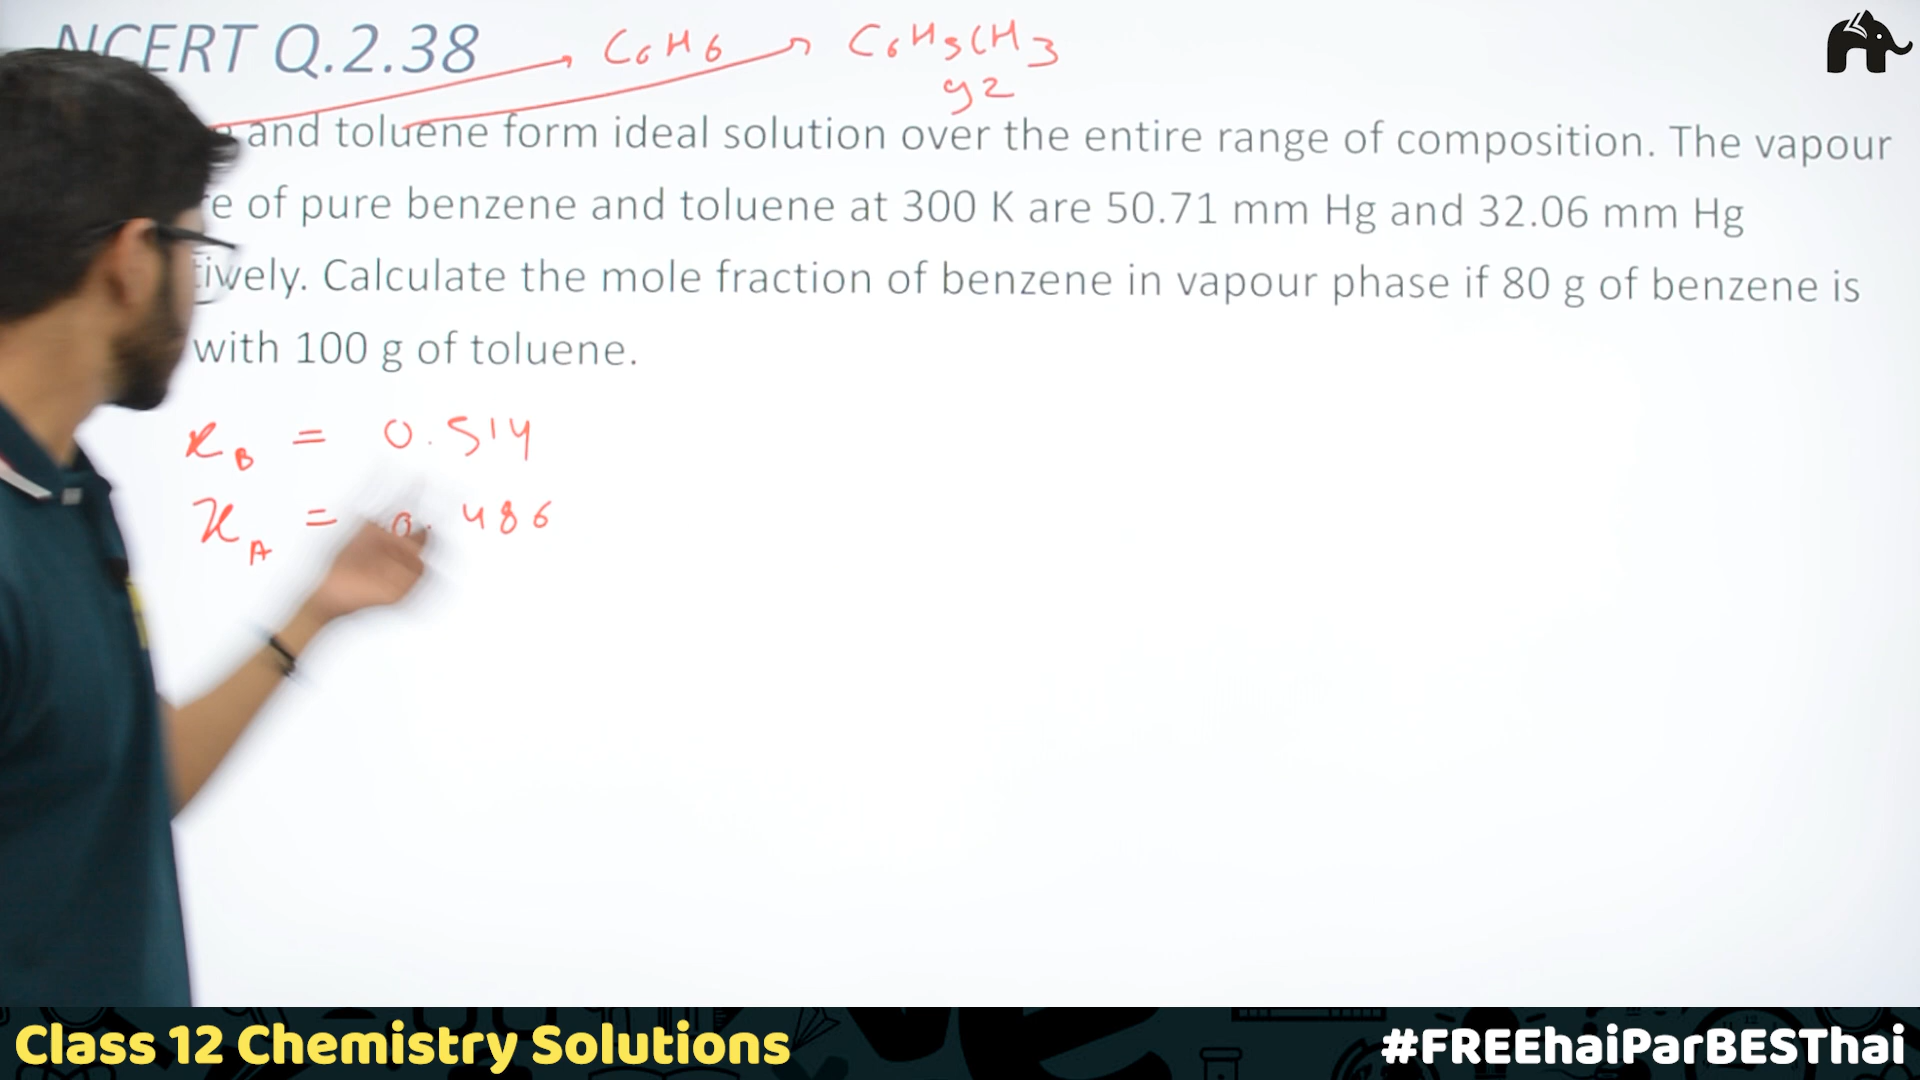 NCERT Q.2.38
C6H6
C6H5CH3
92
and toluene form ideal solution over the entire range of composition. The vapour
of pure benzene and toluene at 300 K are 50.71 mm Hg and 32.06 mm Hg
Calculate the mole fraction of benzene in vapour phase if 80 g of benzene is
with 100 g of toluene.
xB = 0.514
xA = 0.486
Class 12 Chemistry Solutions
#FREEhaiParBESThai